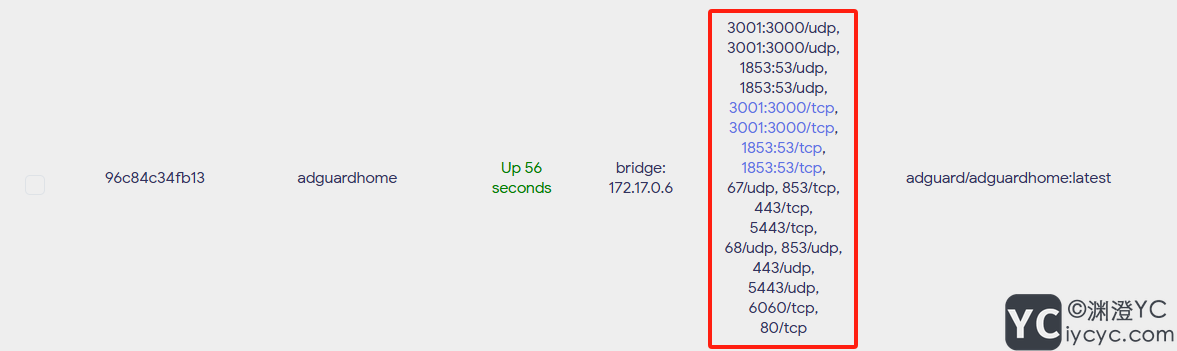 96c84c34fb13
adguardhome
Up 56
seconds
bridge:
172.17.0.6
3001:3000/udp,
3001:3000/udp,
1853:53/udp,
1853:53/udp,
3001:3000/tcp,
3001:3000/tcp,
1853:53/tcp,
1853:53/tcp,
67/udp, 853/tcp,
443/tcp,
5443/tcp,
68/udp, 853/udp,
443/udp,
5443/udp,
6060/tcp,
80/tcp
adguard/adguardhome:latest
YC
©渊澄YC
iycyc.com